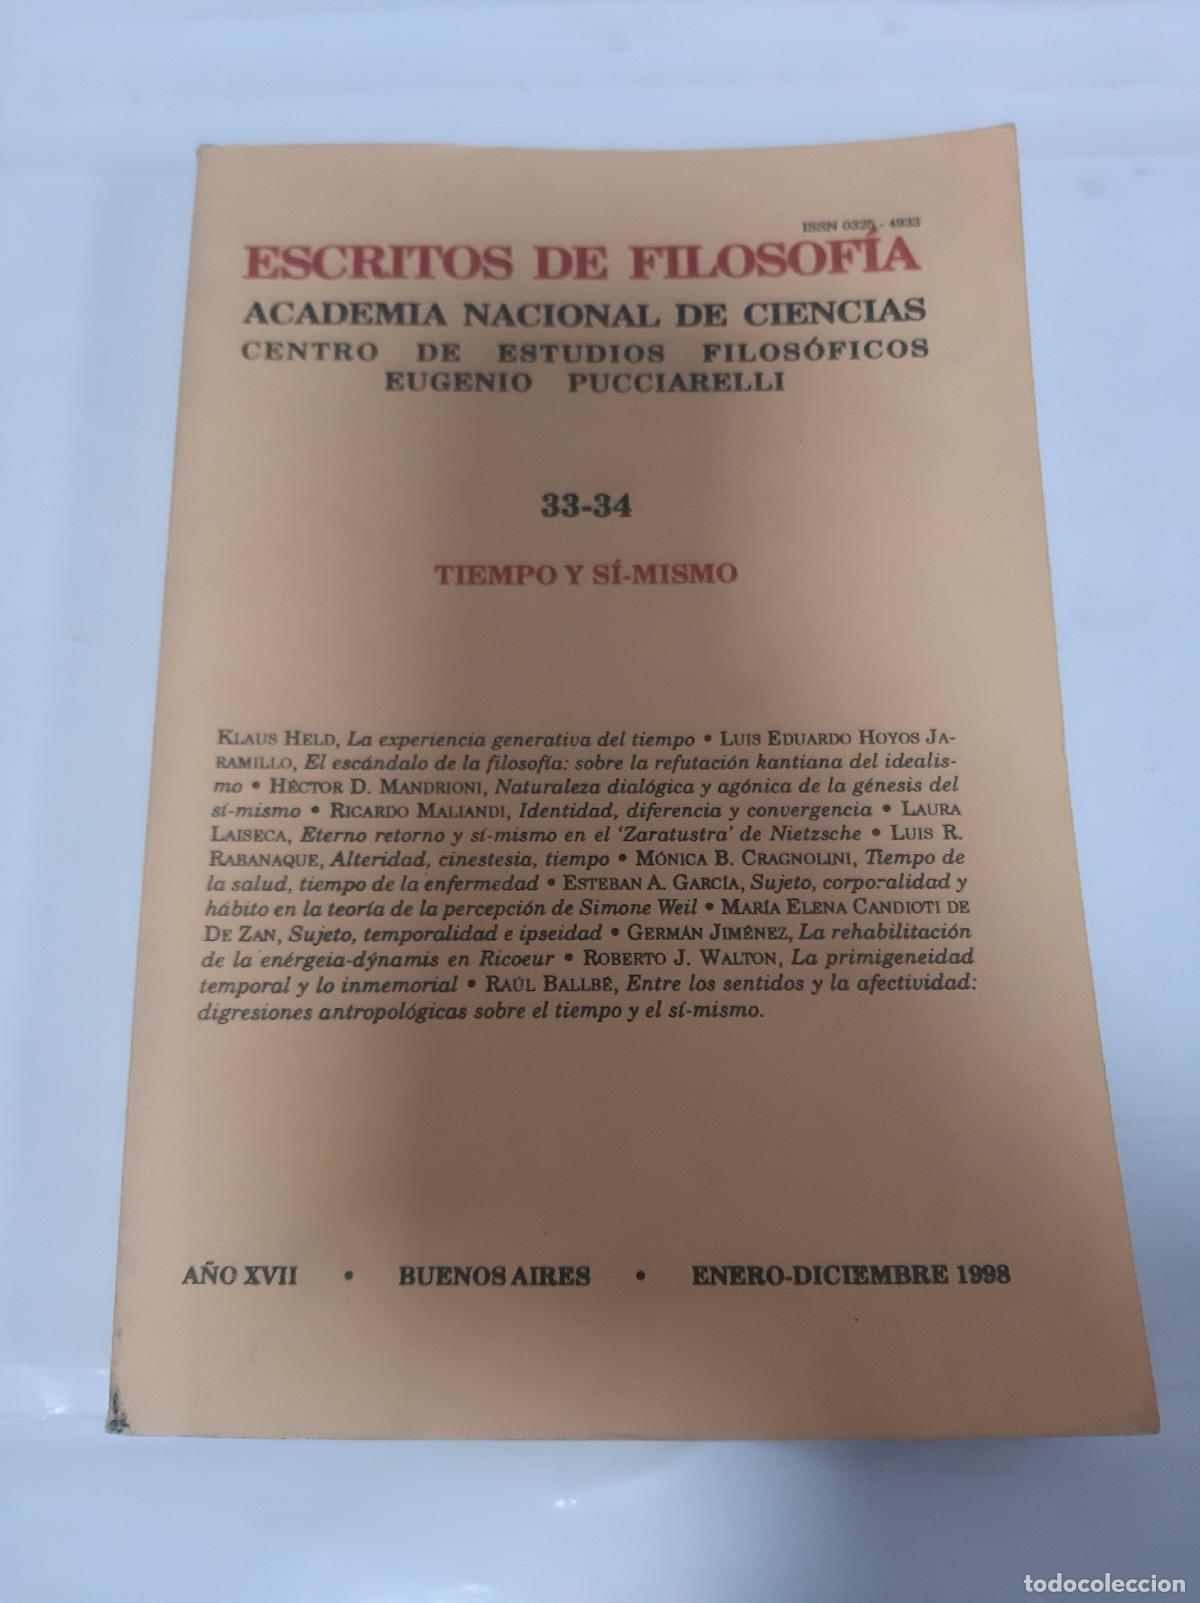 ISSN 0325 - 4933
ESCRITOS DE FILOSOFÍA
ACADEMIA NACIONAL DE CIENCIAS
CENTRO DE ESTUDIOS FILOSÓFICOS
EUGENIO PUCCIARELLI
33-34
TIEMPO Y SÍ-MISMO
KLAUS HELD, La experiencia generativa del tiempo • LUIS EDUARDO HOYOS JA-
RAMILLO, El escándalo de la filosofía: sobre la refutación kantiana del idealis-
mo • HÉCTOR D. MANDRIONI, Naturaleza dialógica y agónica de la génesis del
sí-mismo • RICARDO MALIANDI, Identidad, diferencia y convergencia • LAURA
LAISECA, Eterno retorno y sí-mismo en el 'Zaratustra' de Nietzsche • LUIS R.
RABANAQUE, Alteridad, cinestesia, tiempo • MÓNICA B. CRAGNOLINI, Tiempo de
la salud, tiempo de la enfermedad • ESTEBAN A. GARCÍA, Sujeto, corporalidad y
hábito en la teoría de la percepción de Simone Weil • MARÍA ELENA CANDIOTI DE
DE ZAN, Sujeto, temporalidad e ipseidad • GERMÁN JIMÉNEZ, La rehabilitación
de la enérgeia-dýnamis en Ricoeur • ROBERTO J. WALTON, La primigeneidad
temporal y lo inmemorial • RAÚL BALLBÉ, Entre los sentidos y la afectividad:
digresiones antropológicas sobre el tiempo y el sí-mismo.
AÑO XVII • BUENOS AIRES • ENERO-DICIEMBRE 1998
todocoleccion